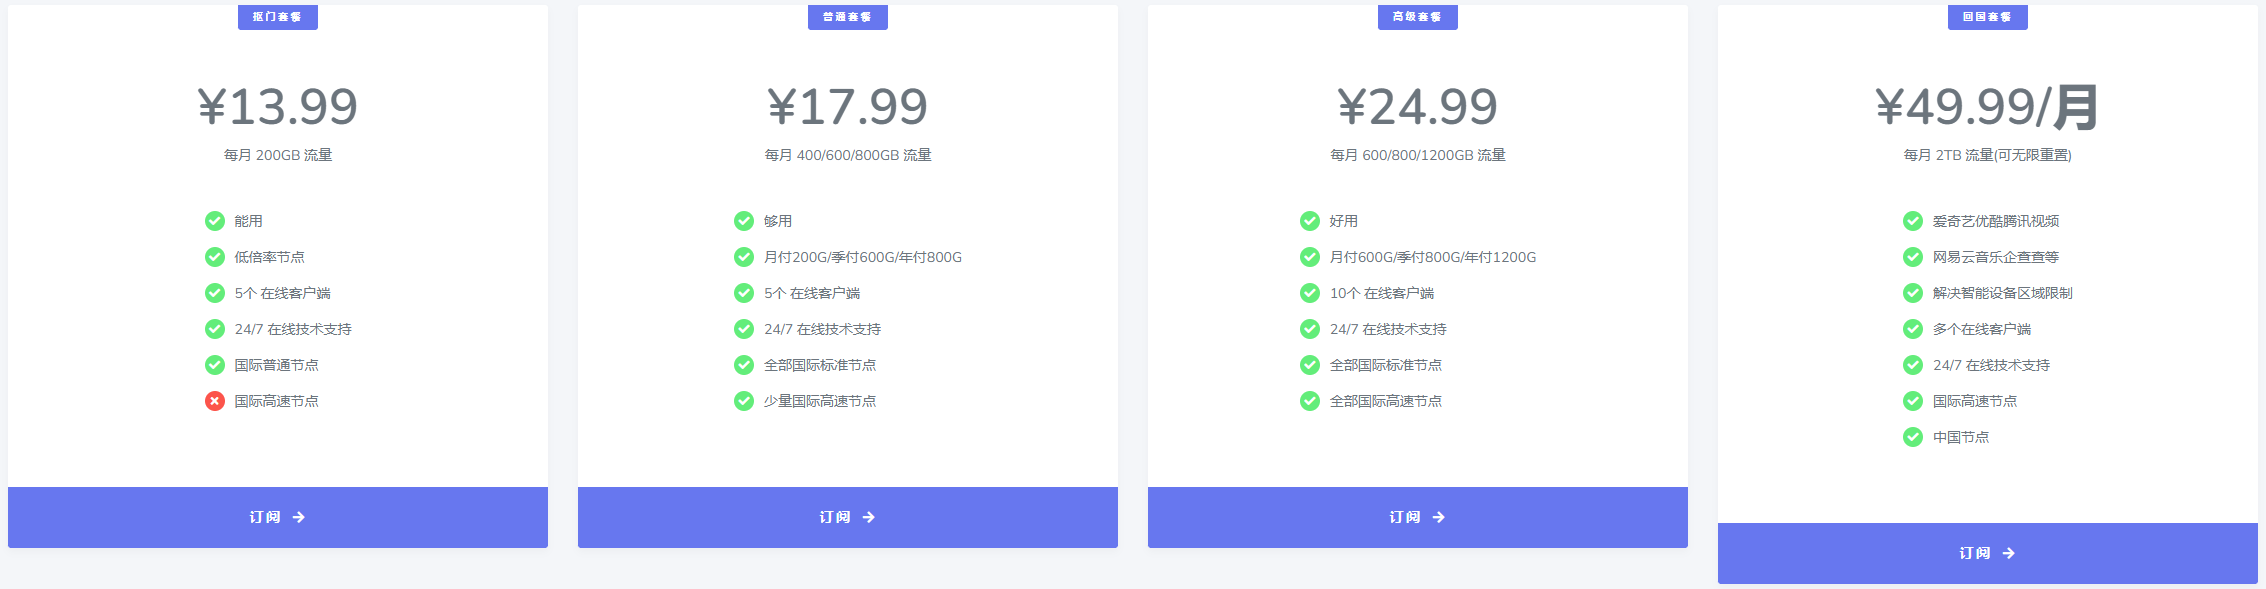 抠门套餐
¥13.99
每月 200GB 流量
能用
低倍率节点
5个 在线客户端
24/7 在线技术支持
国际普通节点
国际高速节点
订阅
普通套餐
¥17.99
每月 400/600/800GB 流量
够用
月付200G/季付600G/年付800G
5个 在线客户端
24/7 在线技术支持
全部国际标准节点
少量国际高速节点
订阅
高级套餐
¥24.99
每月 600/800/1200GB 流量
好用
月付600G/季付800G/年付1200G
10个 在线客户端
24/7 在线技术支持
全部国际标准节点
全部国际高速节点
订阅
回国套餐
¥49.99/月
每月 2TB 流量(可无限重置)
爱奇艺优酷腾讯视频
网易云音乐企查查等
解决智能设备区域限制
多个在线客户端
24/7 在线技术支持
国际高速节点
中国节点
订阅